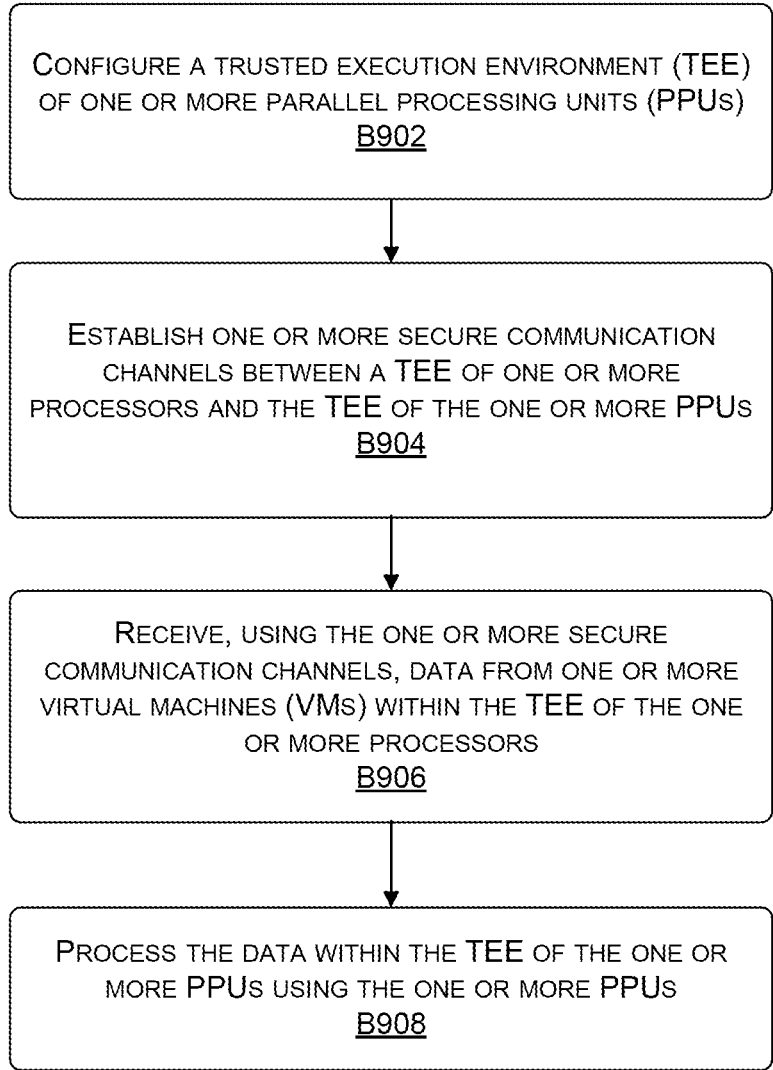 CONFIGURE A TRUSTED EXECUTION ENVIRONMENT (TEE)
OF ONE OR MORE PARALLEL PROCESSING UNITS (PPUS)
B902
ESTABLISH ONE OR MORE SECURE COMMUNICATION
CHANNELS BETWEEN A TEE OF ONE OR MORE
PROCESSORS AND THE TEE OF THE ONE OR MORE PPUS
B904
RECEIVE, USING THE ONE OR MORE SECURE
COMMUNICATION CHANNELS, DATA FROM ONE OR MORE
VIRTUAL MACHINES (VMS) WITHIN THE TEE OF THE ONE
OR MORE PROCESSORS
B906
PROCESS THE DATA WITHIN THE TEE OF THE ONE OR
MORE PPUS USING THE ONE OR MORE PPUS
B908